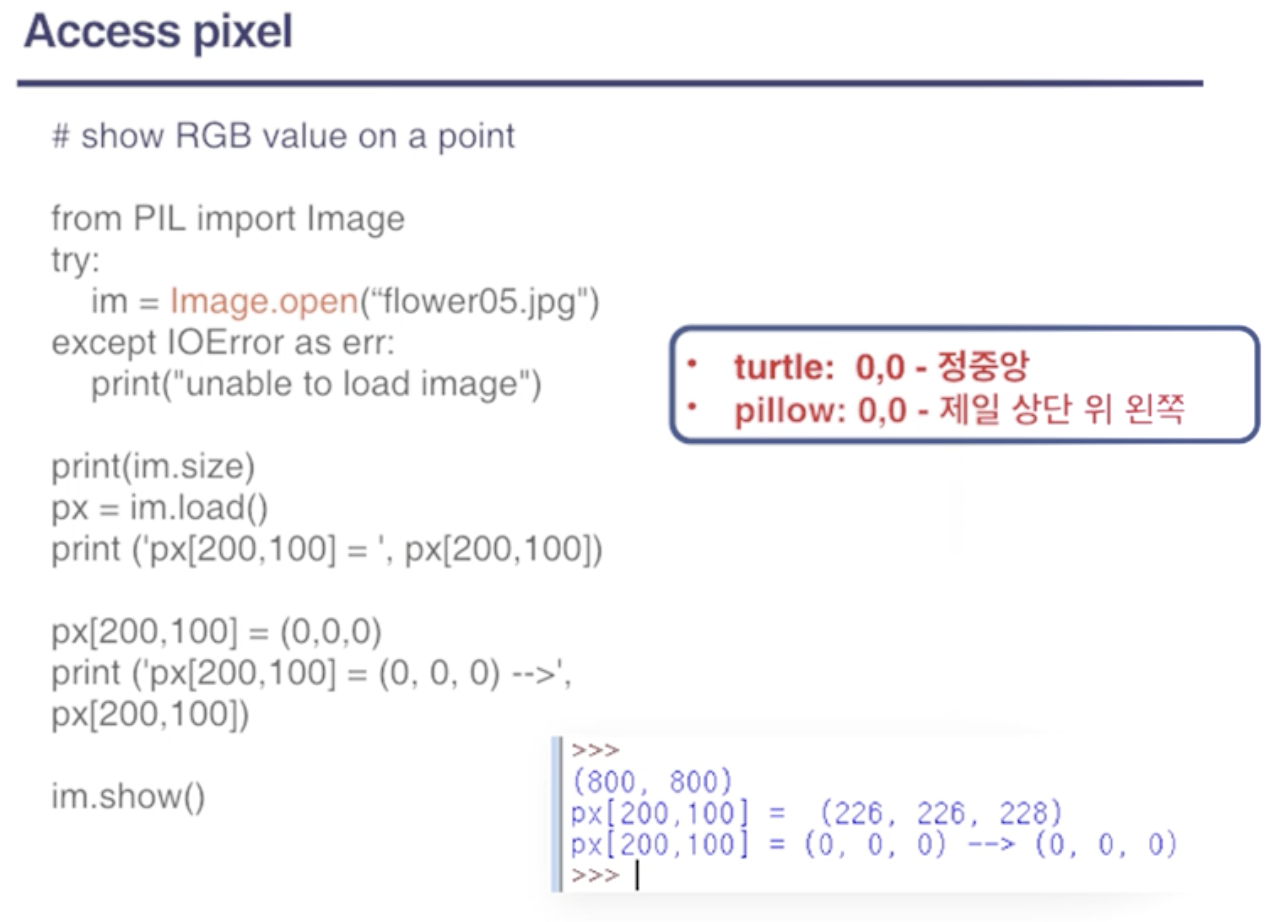 Access pixel
# show RGB value on a point
from PIL import Image
try:
im = Image.open(“flower05.jpg")
except IOError as err:
print("unable to load image")
• turtle: 0,0 - 정중앙
• pillow: 0,0 - 제일 상단 위 왼쪽
print(im.size)
px = im.load()
print ('px[200,100] = ', px[200,100])
px[200,100] = (0,0,0)
print ('px[200,100] = (0, 0, 0) -->',
px[200,100])
im.show()
>>>
(800, 800)
px[200,100] =  (226, 226, 228)
px[200,100] = (0, 0, 0) --> (0, 0, 0)
>>>